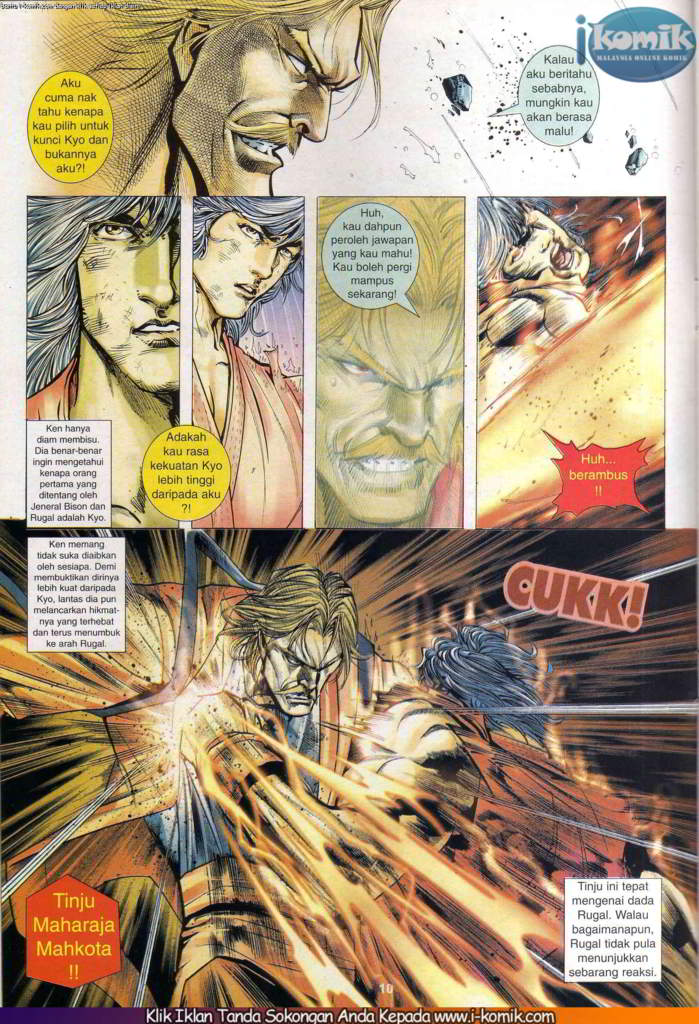 iKomik
MALAYSIA ONLINE KOMIK
Aku
cuma nak
tahu kenapa
kau pilih untuk
kunci Kyo dan
bukannya
aku?!
Kalau
aku beritahu
sebabnya,
mungkin kau
akan berasa
malu!
Ken hanya
diam membisu.
Dia benar-benar
ingin mengetahui
kenapa orang
pertama yang
ditentang oleh
Jeneral Bison dan
Rugal adalah Kyo.
Adakah
kau rasa
kekuatan Kyo
lebih tinggi
daripada aku
?!
Huh,
kau dahpun
peroleh jawapan
yang kau mahu!
Kau boleh pergi
mampus
sekarang!
Huh...
berambus
!!
Ken memang
tidak suka diaibkan
oleh sesiapa. Demi
membuktikan dirinya
lebih kuat daripada
Kyo, lantas dia pun
melancarkan hikmat-
nya yang terhebat
dan terus menumbuk
ke arah Rugal.
CUKK!
Tinju
Maharaja
Mahkota
!!
Tinju ini tepat
mengenai dada
Rugal. Walau
bagaimanapun,
Rugal tidak pula
menunjukkan
sebarang reaksi.
10
Klik Iklan Tanda Sokongan Anda Kepada www.i-komik.com